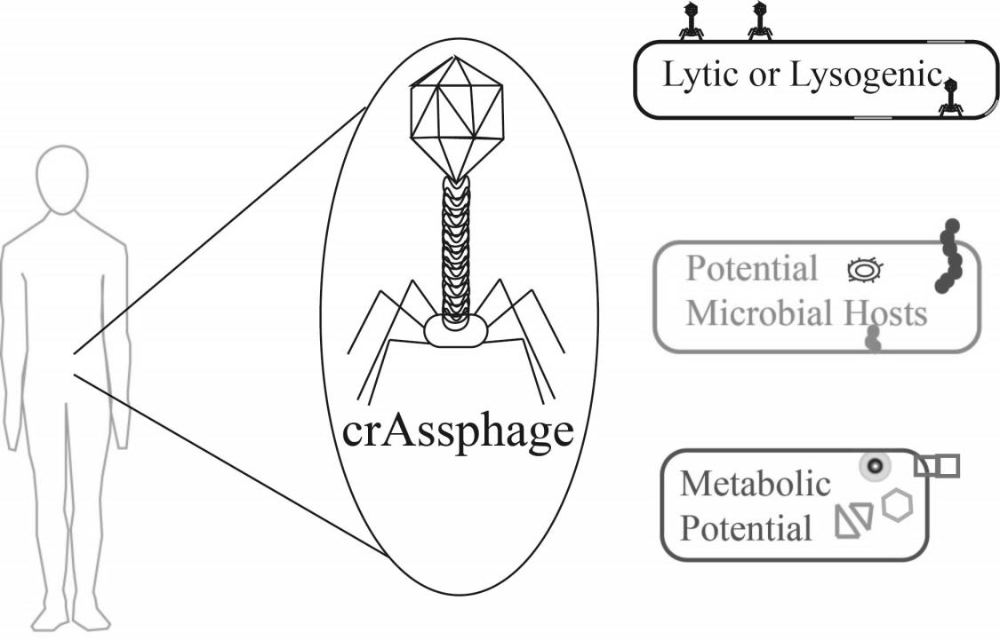 Lytic or Lysogenic
Potential
Microbial Hosts
crAssphage
Metabolic
Potential